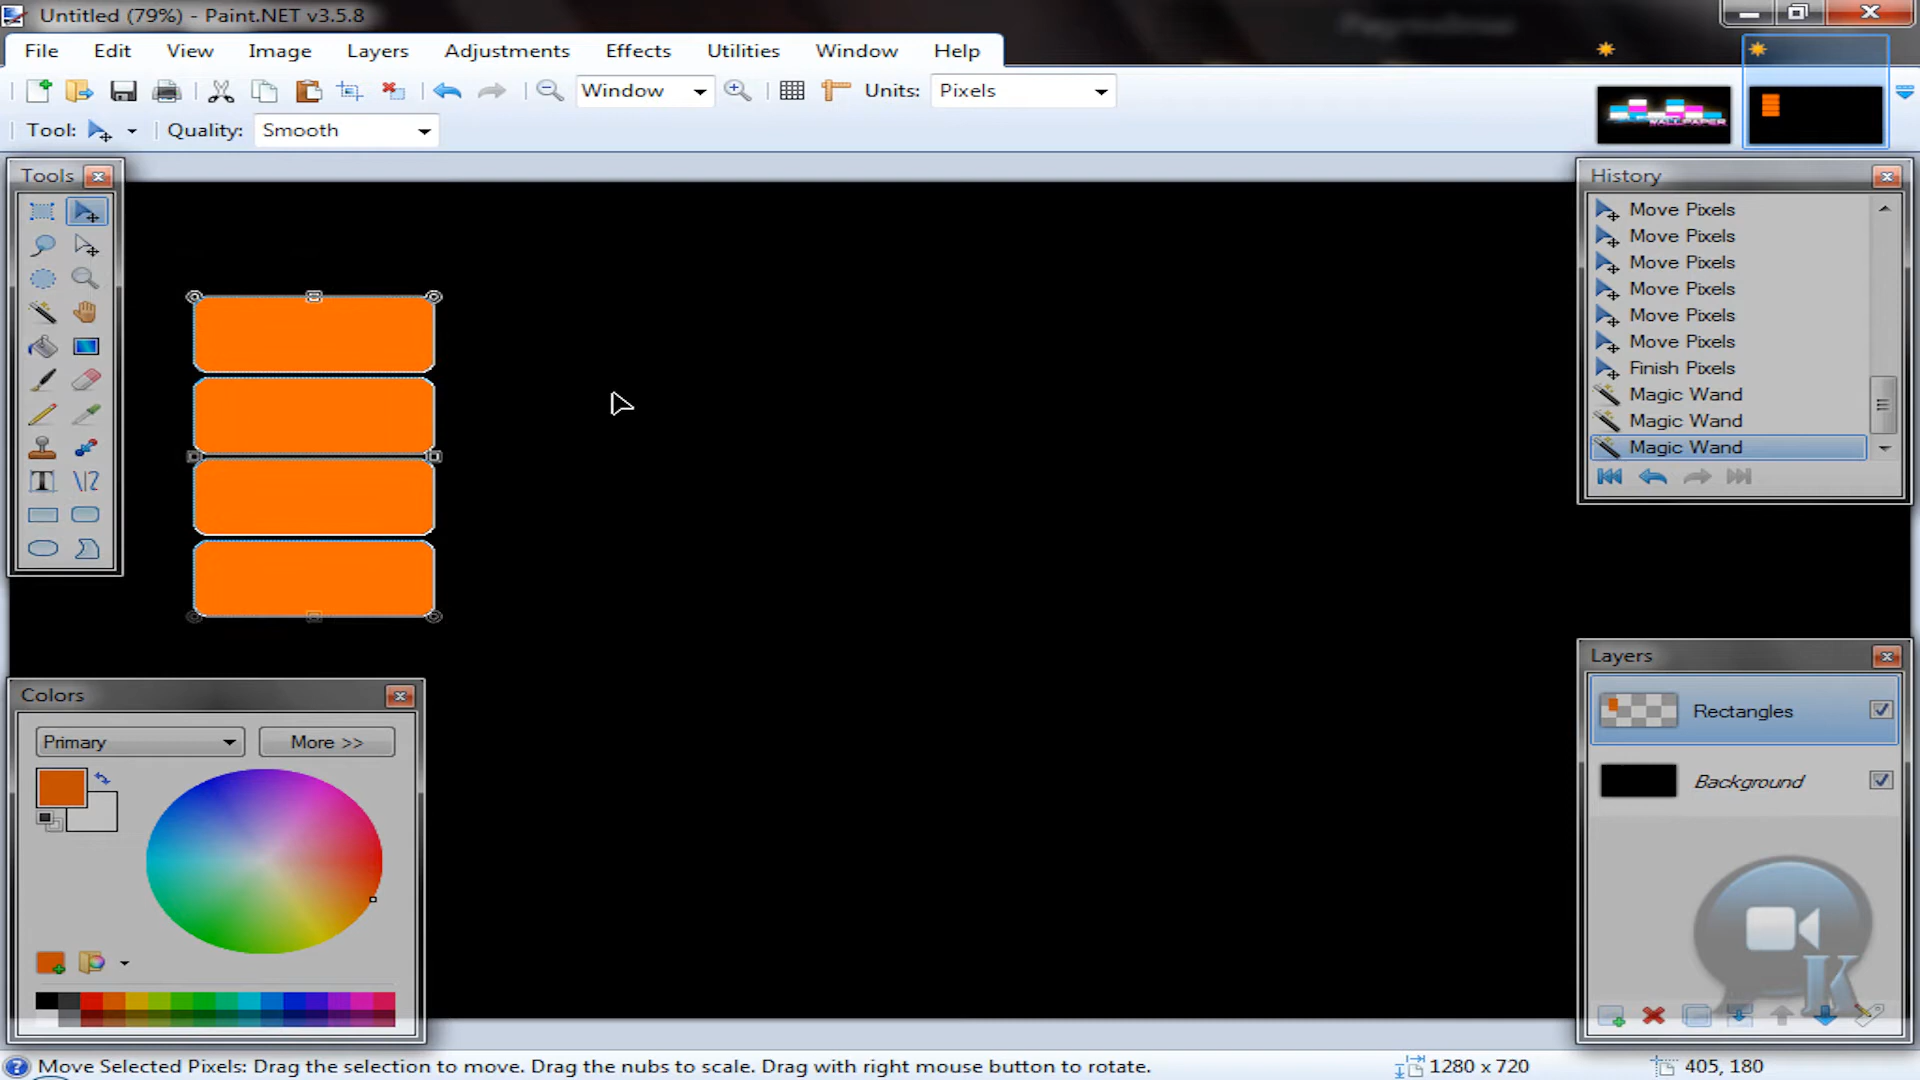 Untitled (79%) - Paint.NET v3.5.8
File Edit View Image Layers Adjustments Effects Utilities Window Help
Window Units: Pixels
Tool: Quality: Smooth
WALLPAPER
Tools
History
Move Pixels
Move Pixels
Move Pixels
Move Pixels
Move Pixels
Move Pixels
Finish Pixels
Magic Wand
Magic Wand
Magic Wand
Layers
Rectangles
Background
Colors
Primary More >>
K
Move Selected Pixels: Drag the selection to move. Drag the nubs to scale. Drag with right mouse button to rotate. 1280 x 720 405, 180